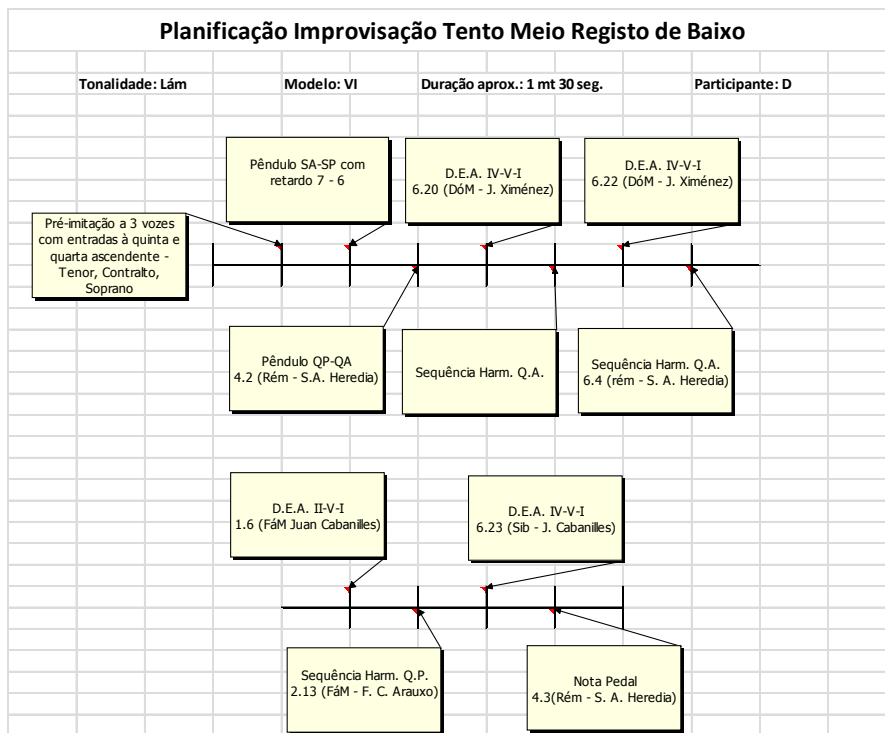 Planificação Improvisação Tento Meio Registo de Baixo
Tonalidade: Lám Modelo: VI Duração aprox.: 1 mt 30 seg. Participante: D
Pêndulo SA-SP com
retardo 7 - 6
D.E.A. IV-V-I
6.20 (DóM - J. Ximénez)
D.E.A. IV-V-I
6.22 (DóM - J. Ximénez)
Pré-imitação a 3 vozes
com entradas à quinta e
quarta ascendente -
Tenor, Contralto,
Soprano
Pêndulo QP-QA
4.2 (Rém - S.A. Heredia)
Sequência Harm. Q.A.
Sequência Harm. Q.A.
6.4 (rém - S. A. Heredia)
D.E.A. II-V-I
1.6 (FáM Juan Cabanilles)
D.E.A. IV-V-I
6.23 (Sib - J. Cabanilles)
Sequência Harm. Q.P.
2.13 (FáM - F. C. Arauxo)
Nota Pedal
4.3(Rém - S. A. Heredia)